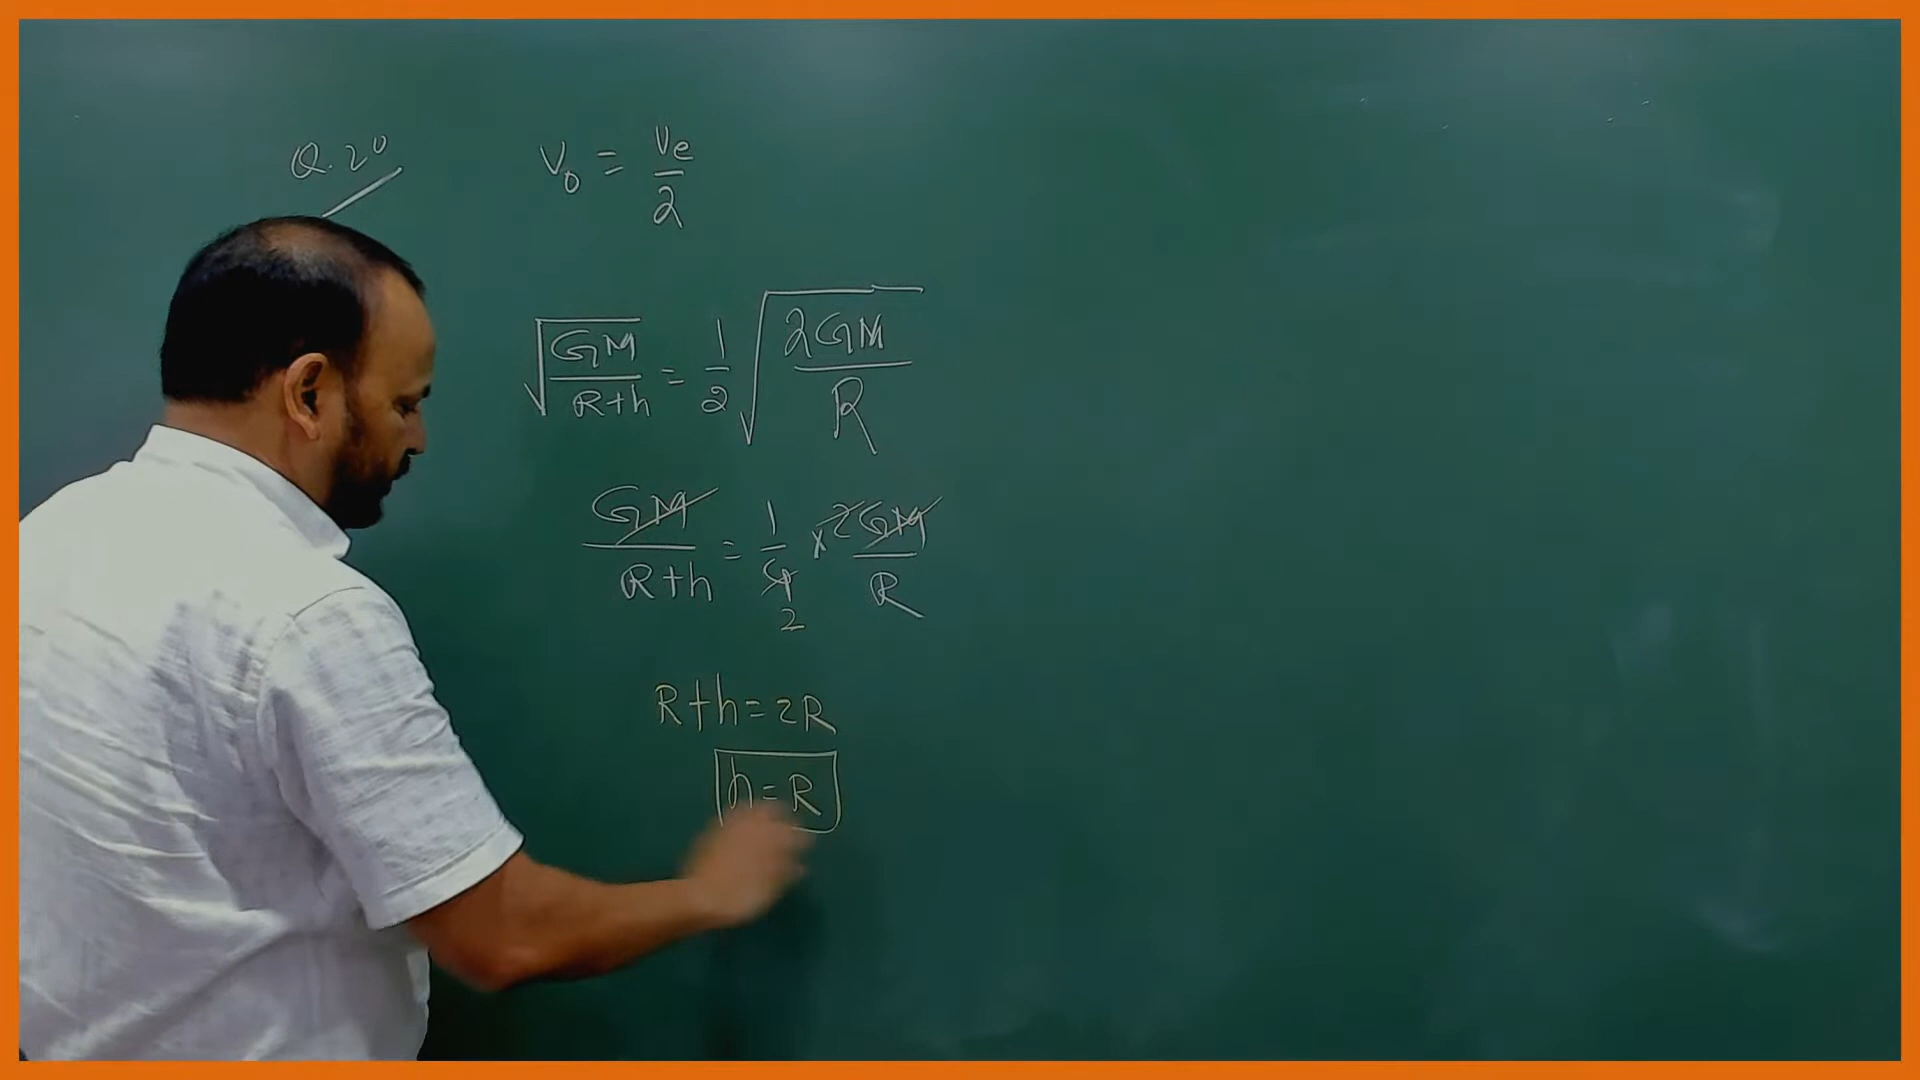 Q. 20
V₀ = Ve/2
√(GM/(R+h)) = 1/2 √(2GM/R)
GM/(R+h) = 1/4 × 2GM/R
2
R+h=2R
h=R